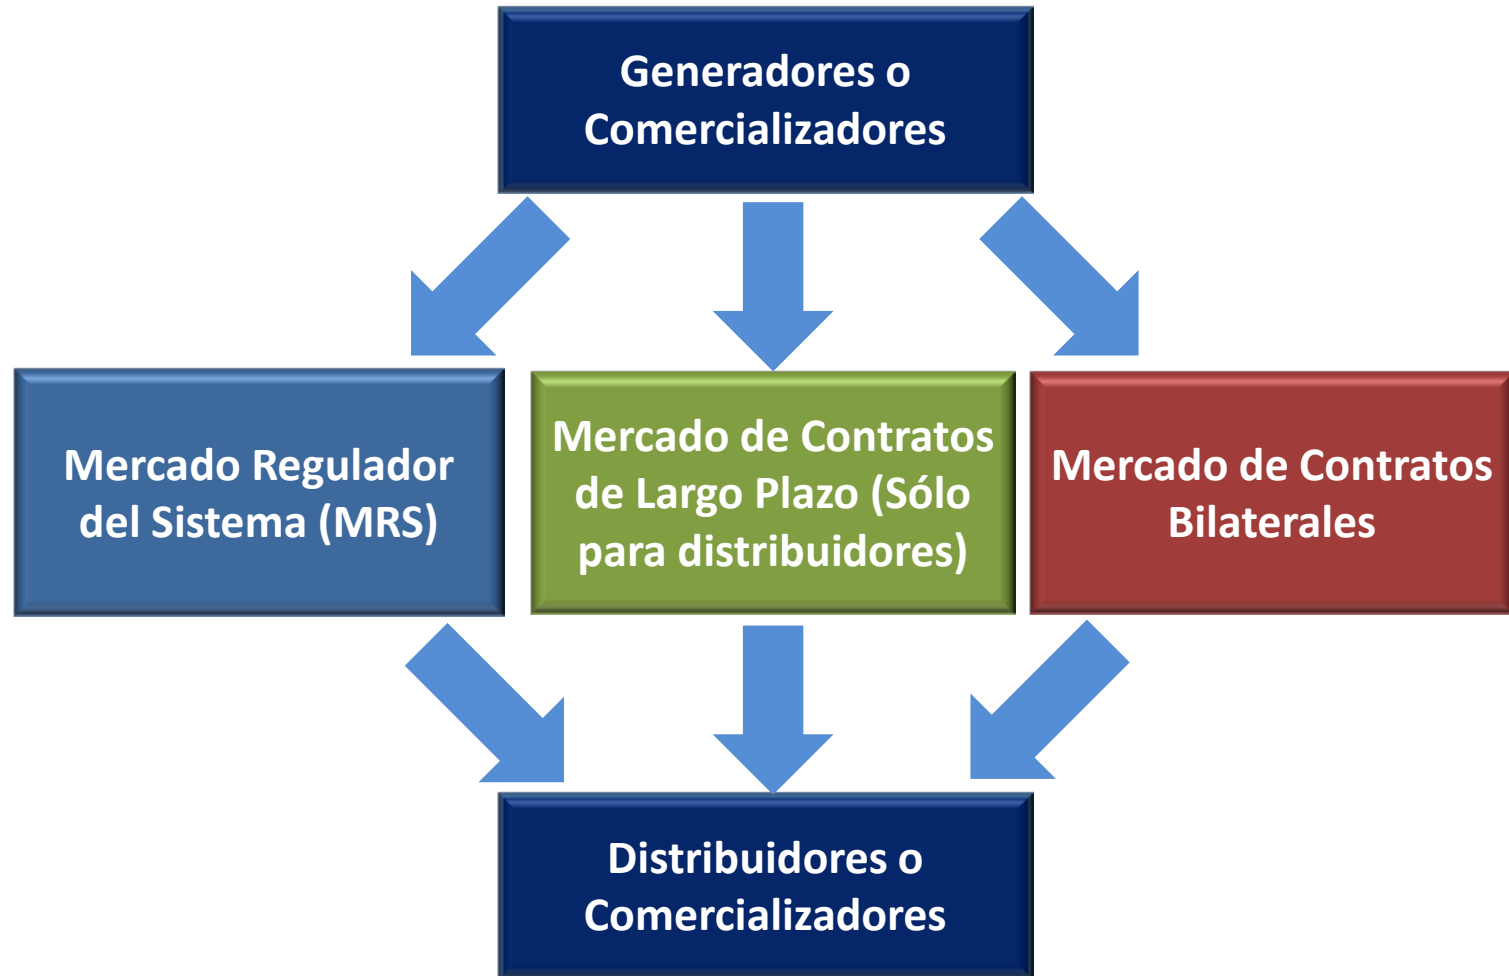 Generadores o
Comercializadores
Mercado Regulador
del Sistema (MRS)
Mercado de Contratos
de Largo Plazo (Sólo
para distribuidores)
Mercado de Contratos
Bilaterales
Distribuidores o
Comercializadores